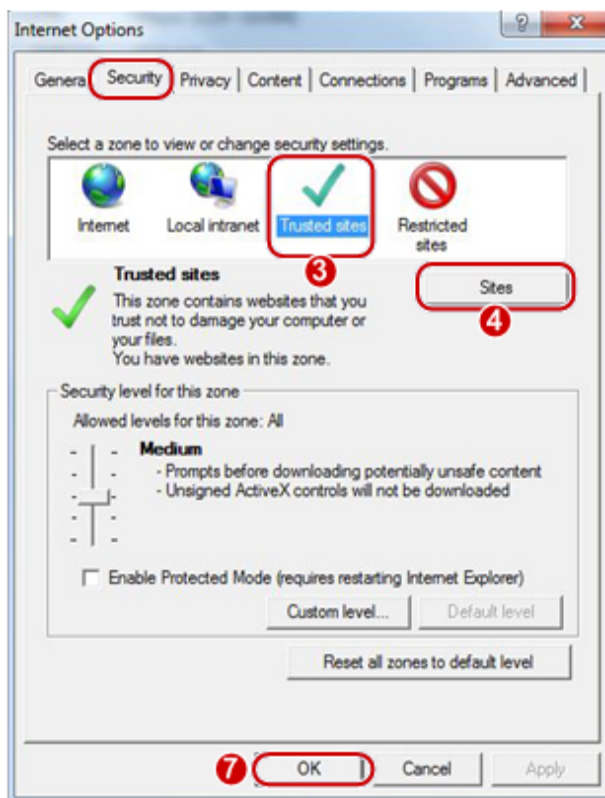 Internet Options
General Security Privacy Content Connections Programs Advanced
Select a zone to view or change security settings.
Internet Local intranet Trusted sites Restricted
sites
3
Trusted sites
Sites
4
This zone contains websites that you
trust not to damage your computer or
your files.
You have websites in this zone.
Security level for this zone
Allowed levels for this zone: All
Medium
- Prompts before downloading potentially unsafe content
- Unsigned ActiveX controls will not be downloaded
Enable Protected Mode (requires restarting Internet Explorer)
Custom level... Default level
Reset all zones to default level
7 OK Cancel Apply